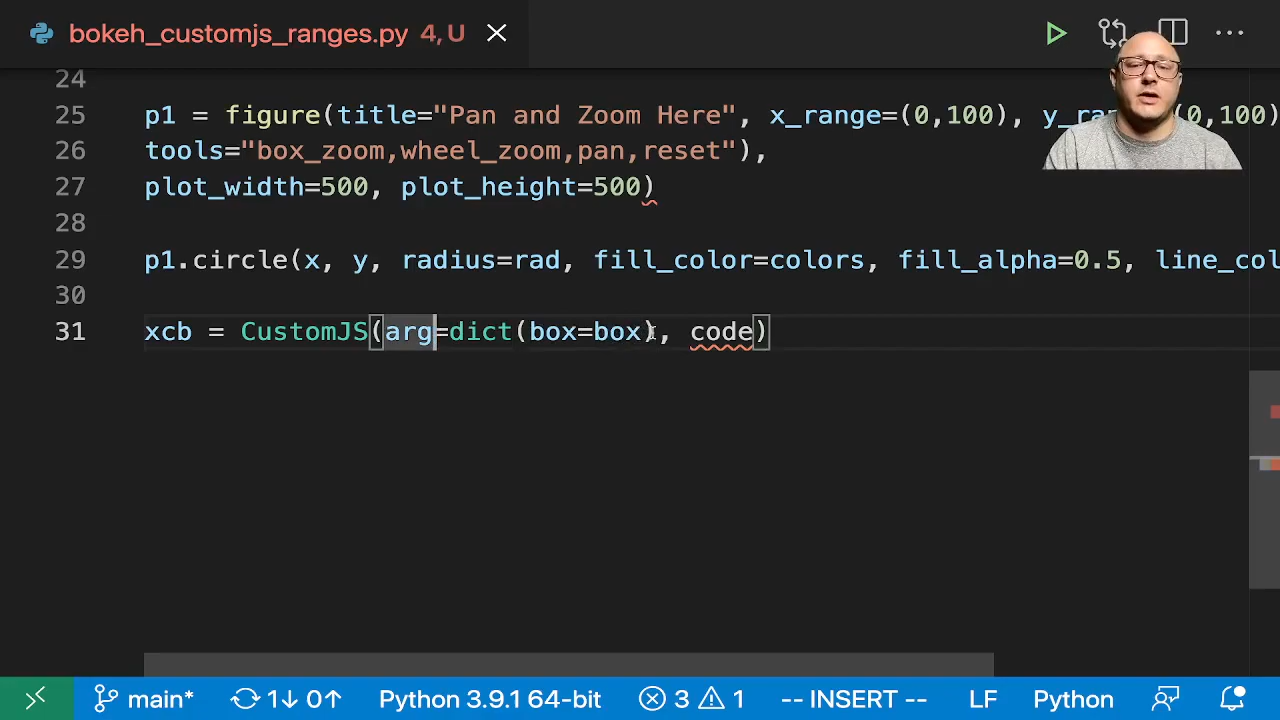 bokeh_customjs_ranges.py 4, U
24
25 p1 = figure(title="Pan and Zoom Here", x_range=(0,100), y_ra (0,100)
26 tools="box_zoom,wheel_zoom,pan,reset"),
27 plot_width=500, plot_height=500)
28
29 p1.circle(x, y, radius=rad, fill_color=colors, fill_alpha=0.5, line_col
30
31 xcb = CustomJS(arg=dict(box=box), code)
main* 1↓ 0↑ Python 3.9.1 64-bit 3 1 -- INSERT -- LF Python